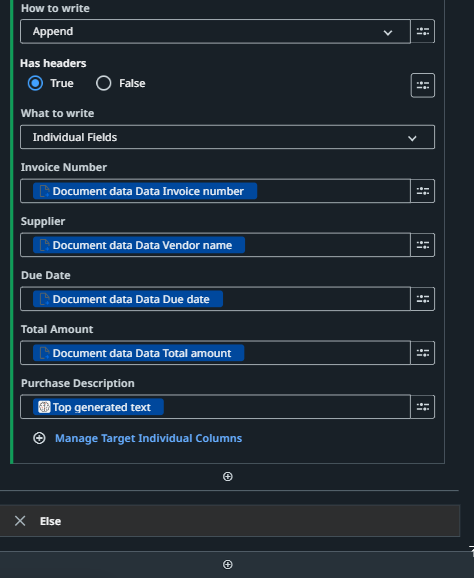 How to write
Append
Has headers
True False
What to write
Individual Fields
Invoice Number
Document data Data Invoice number
Supplier
Document data Data Vendor name
Due Date
Document data Data Due date
Total Amount
Document data Data Total amount
Purchase Description
Top generated text
Manage Target Individual Columns
Else